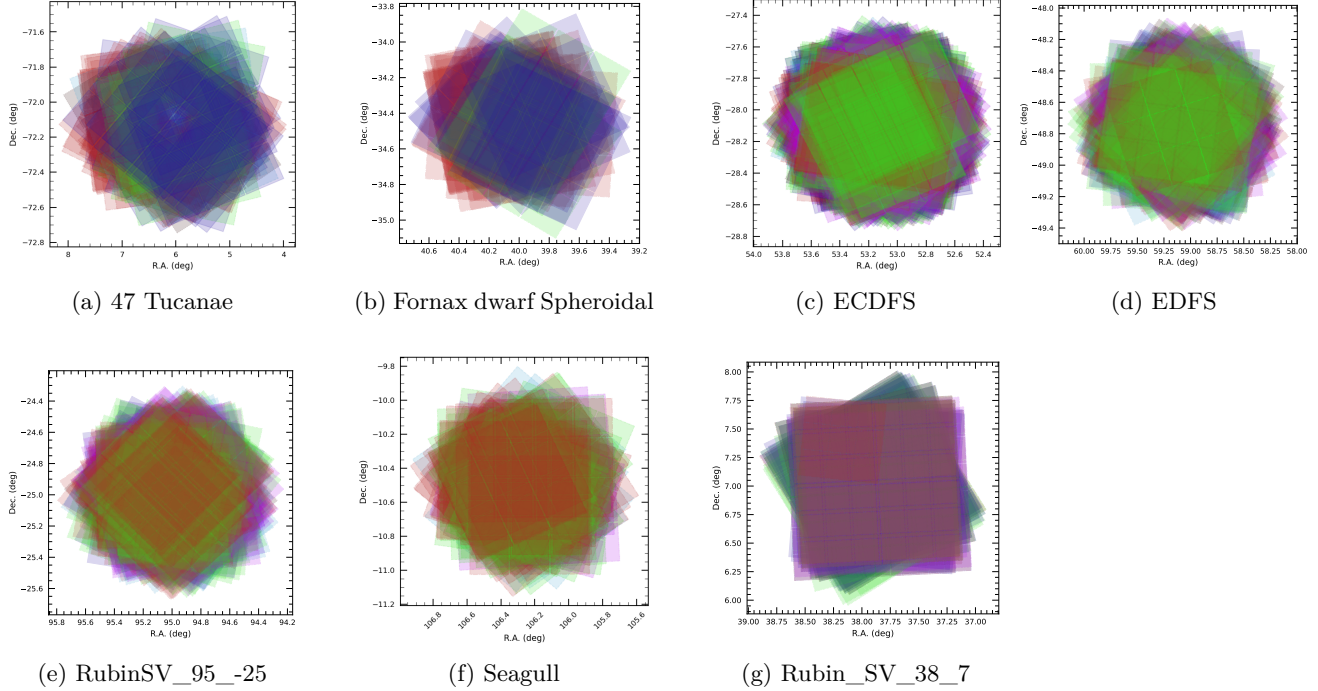 −71.6
−71.8
−72.0
−72.2
−72.4
−72.6
−72.8
Dec. (deg)
8 7 6 5 4
R.A. (deg)
(a) 47 Tucanae
−33.8
−34.0
−34.2
−34.4
−34.6
−34.8
−35.0
Dec. (deg)
40.6 40.4 40.2 40.0 39.8 39.6 39.4 39.2
R.A. (deg)
(b) Fornax dwarf Spheroidal
−27.4
−27.6
−27.8
−28.0
−28.2
−28.4
−28.6
−28.8
Dec. (deg)
54.0 53.8 53.6 53.4 53.2 53.0 52.8 52.6 52.4
R.A. (deg)
(c) ECDFS
−48.0
−48.2
−48.4
−48.6
−48.8
−49.0
−49.2
−49.4
Dec. (deg)
60.00 59.75 59.50 59.25 59.00 58.75 58.50 58.25 58.00
R.A. (deg)
(d) EDFS
−24.4
−24.6
−24.8
−25.0
−25.2
−25.4
−25.6
Dec. (deg)
95.8 95.6 95.4 95.2 95.0 94.8 94.6 94.4 94.2
R.A. (deg)
(e) RubinSV_95_-25
−9.8
−10.0
−10.2
−10.4
−10.6
−10.8
−11.0
−11.2
Dec. (deg)
106.8 106.6 106.4 106.2 106.0 105.8 105.6
R.A. (deg)
(f) Seagull
8.00
7.75
7.50
7.25
7.00
6.75
6.50
6.25
6.00
Dec. (deg)
39.00 38.75 38.50 38.25 38.00 37.75 37.50 37.25 37.00
R.A. (deg)
(g) Rubin_SV_38_7